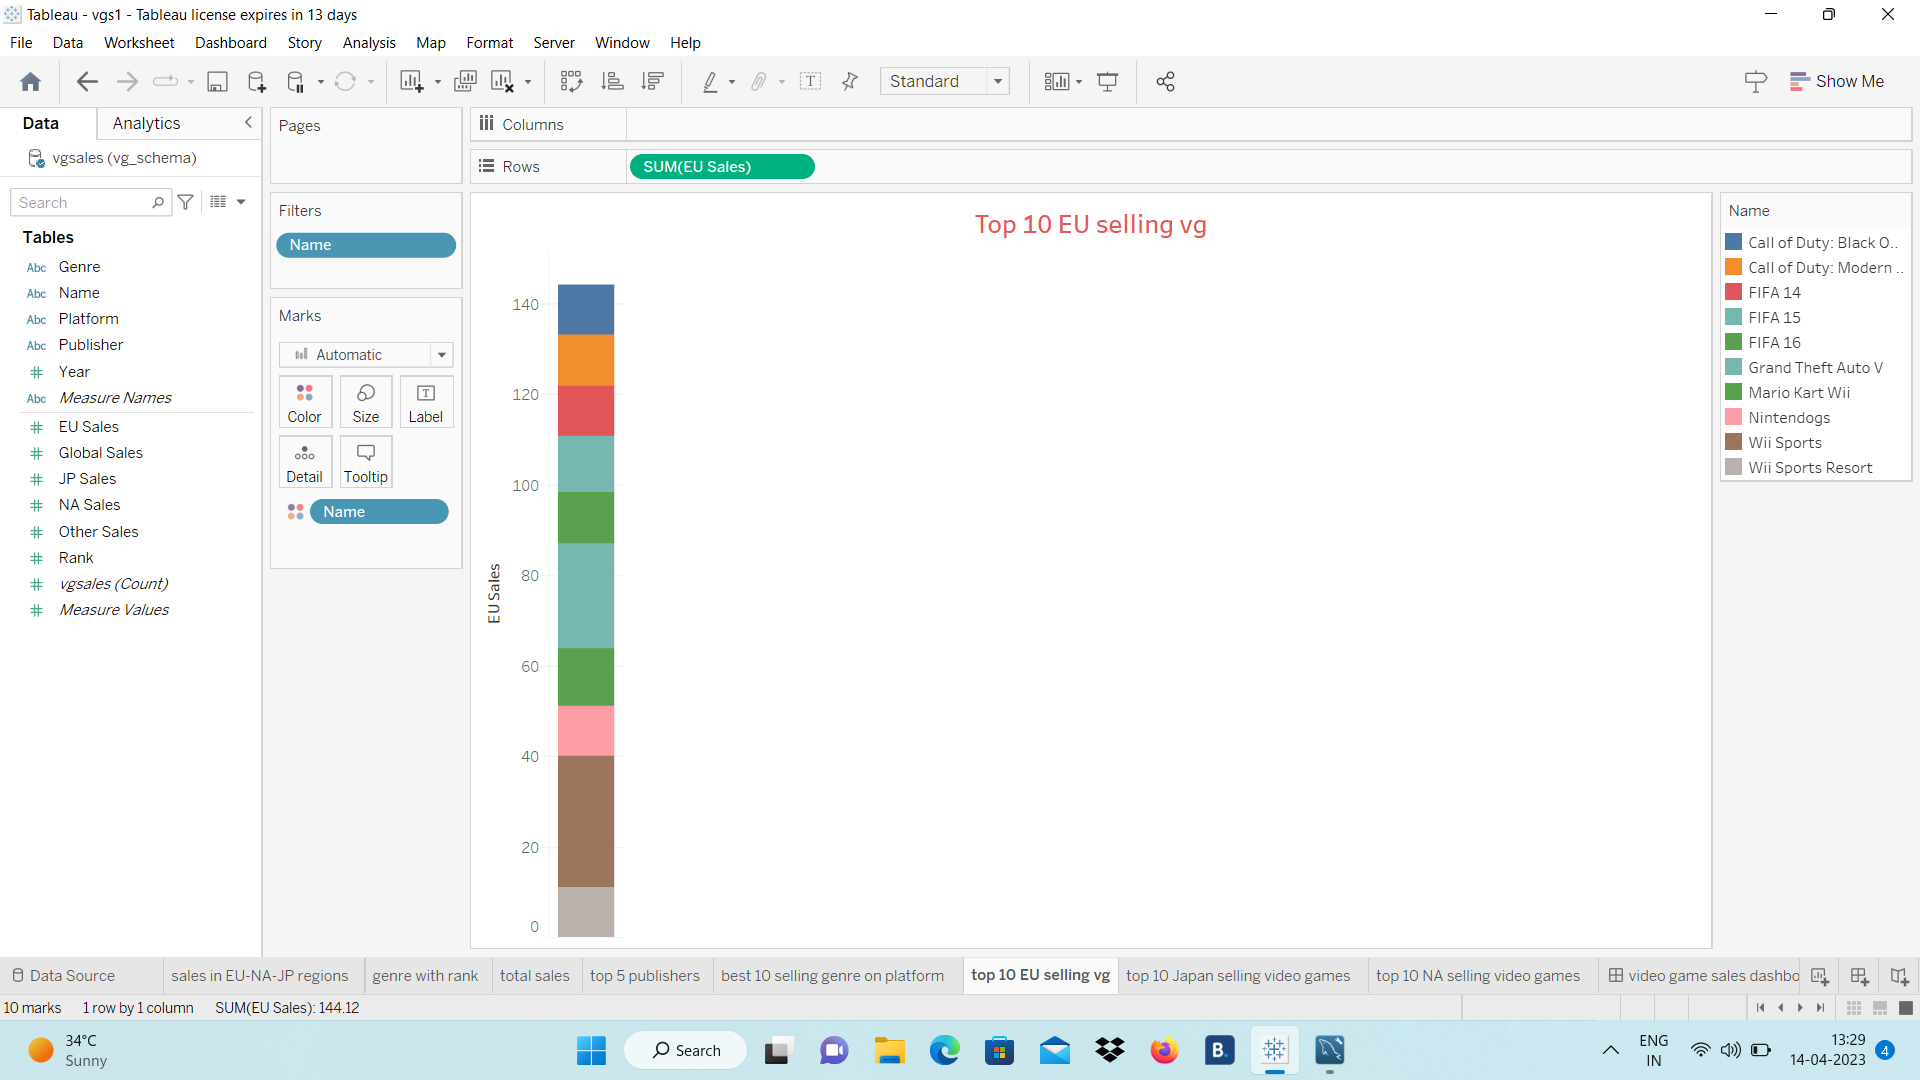 Tableau - vgs1 - Tableau license expires in 13 days
File Data Worksheet Dashboard Story Analysis Map Format Server Window Help
Standard
Show Me
Data Analytics
vgsales (vg_schema)
Search
Tables
Abc Genre
Abc Name
Abc Platform
Abc Publisher
Year
Abc Measure Names
EU Sales
Global Sales
JP Sales
NA Sales
Other Sales
Rank
vgsales (Count)
Measure Values
Pages
Filters
Name
Marks
Automatic
Color Size Label
Detail Tooltip
Name
Columns
Rows SUM(EU Sales)
Top 10 EU selling vg
EU Sales
140
120
100
80
60
40
20
0
Name
Call of Duty: Black O..
Call of Duty: Modern ..
FIFA 14
FIFA 15
FIFA 16
Grand Theft Auto V
Mario Kart Wii
Nintendogs
Wii Sports
Wii Sports Resort
Data Source sales in EU-NA-JP regions genre with rank total sales top 5 publishers best 10 selling genre on platform top 10 EU selling vg top 10 Japan selling video games top 10 NA selling video games video game sales dashbo
10 marks 1 row by 1 column SUM(EU Sales): 144.12
34°C
Sunny
Search
B.
ENG
IN
13:29
14-04-2023
4